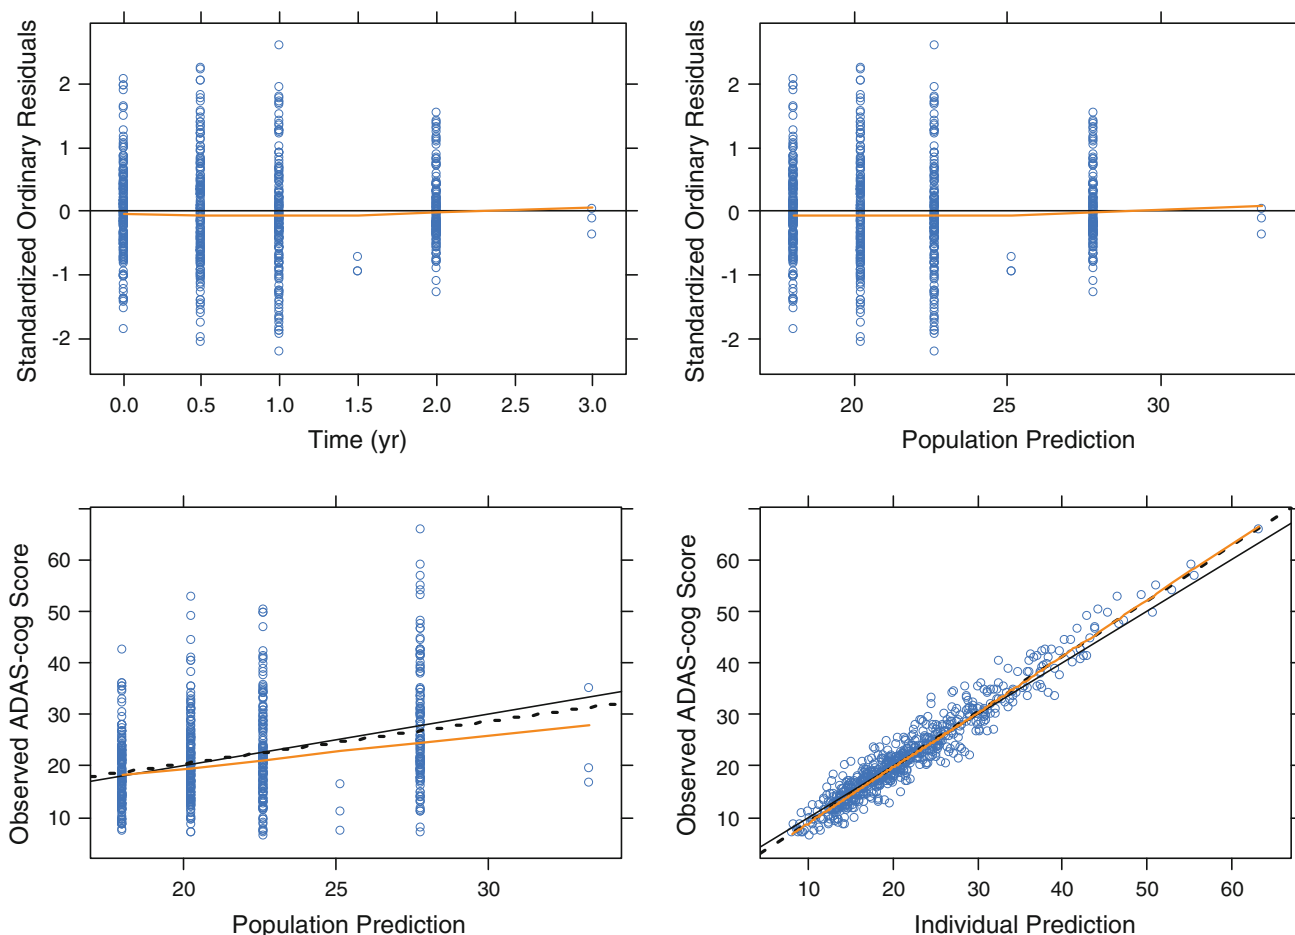 Standardized Ordinary Residuals
2
1
0
-1
-2
0.0 0.5 1.0 1.5 2.0 2.5 3.0
Time (yr)
Standardized Ordinary Residuals
2
1
0
-1
-2
20 25 30
Population Prediction
Observed ADAS-cog Score
60
50
40
30
20
10
20 25 30
Population Prediction
Observed ADAS-cog Score
60
50
40
30
20
10
10 20 30 40 50 60
Individual Prediction